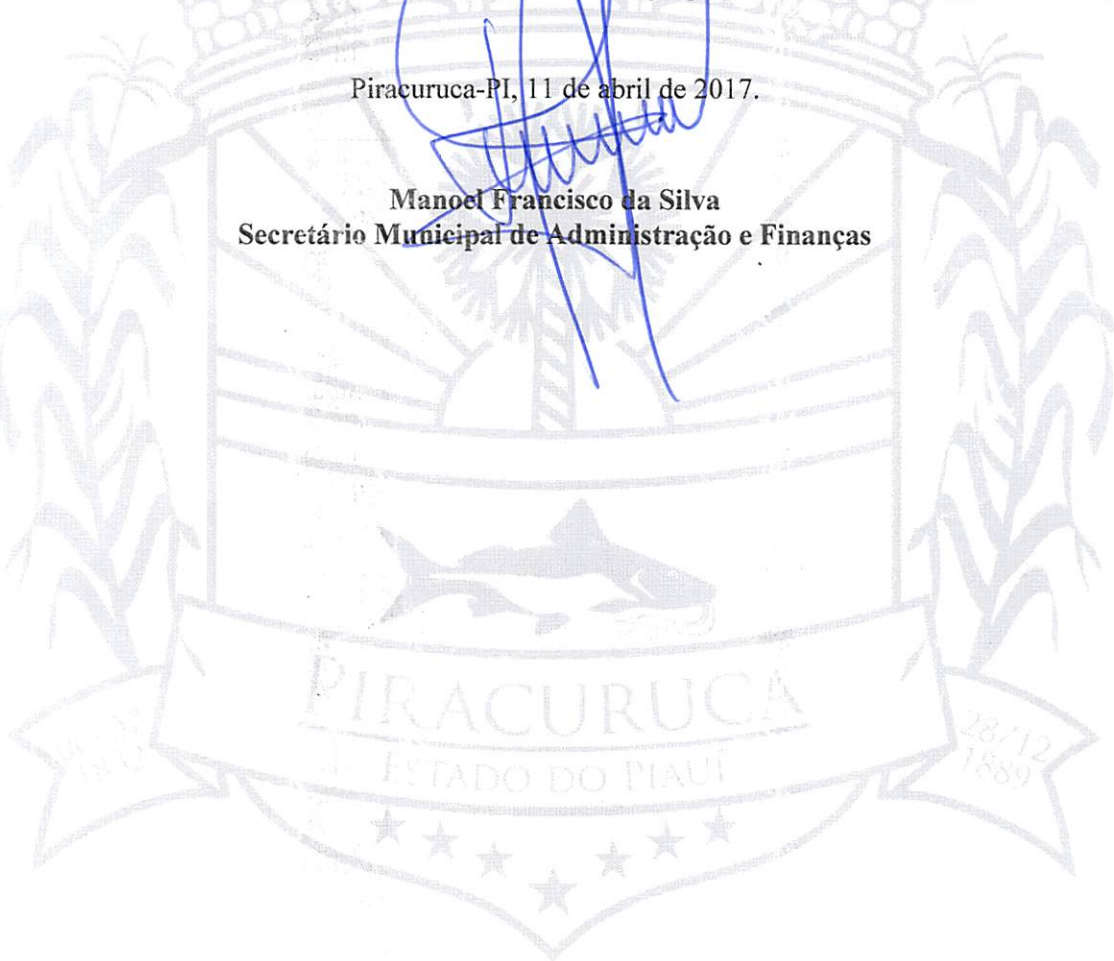 Piracuruca-PI, 11 de abril de 2017.
Manoel Francisco da Silva
Secretário Municipal de Administração e Finanças
PIRACURUCA
ESTADO DO PIAUÍ
1832
28/12
1889